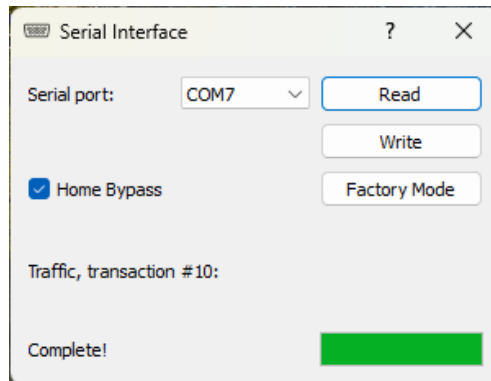 Serial Interface ?
Serial port: COM7 Read
Write
Home Bypass Factory Mode
Traffic, transaction #10:
Complete!